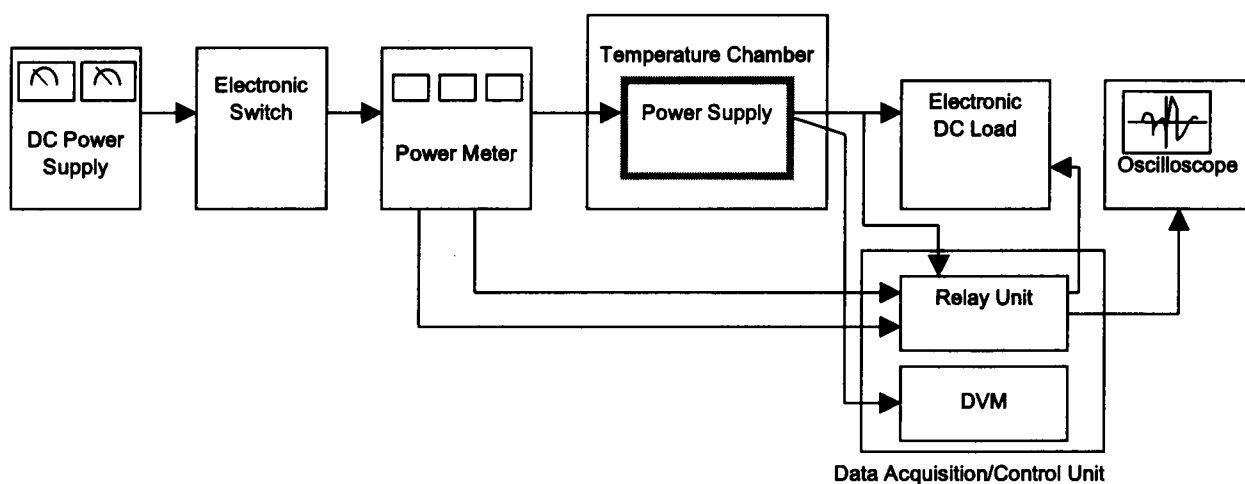 DC Power
Supply
Electronic
Switch
Power Meter
Temperature Chamber
Power Supply
Electronic
DC Load
Oscilloscope
Relay Unit
DVM
Data Acquisition/Control Unit